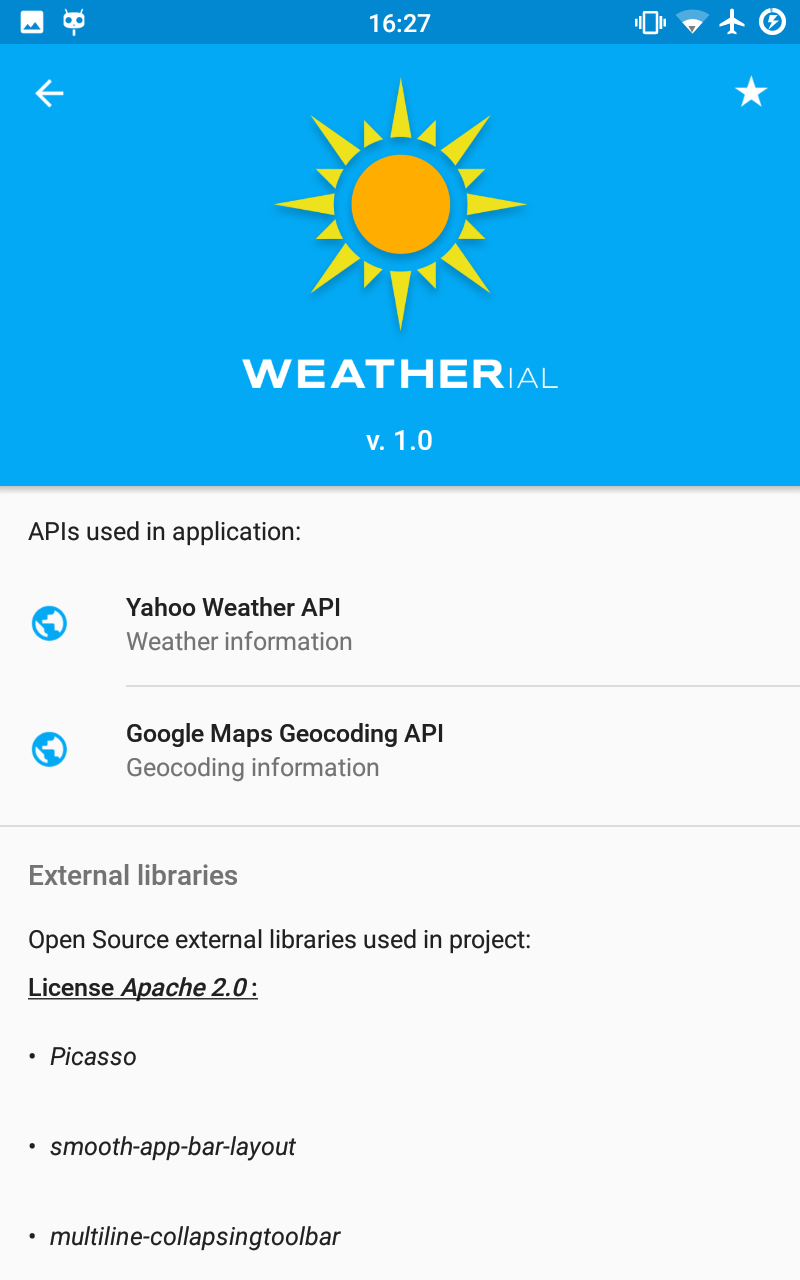 16:27
WEATHERIAL
v. 1.0
APIs used in application:
Yahoo Weather API
Weather information
Google Maps Geocoding API
Geocoding information
External libraries
Open Source external libraries used in project:
License Apache 2.0 :
• Picasso
• smooth-app-bar-layout
• multiline-collapsingtoolbar